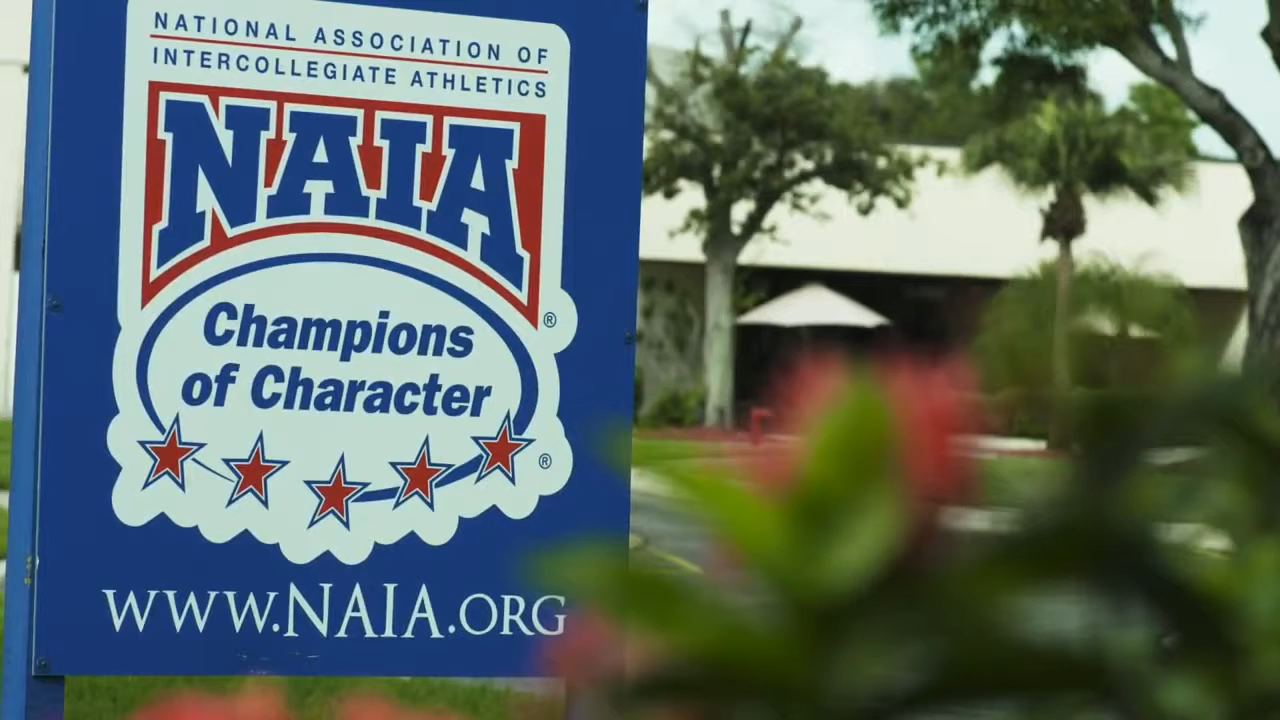 NATIONAL ASSOCIATION OF
INTERCOLLEGIATE ATHLETICS
NAIA
®
Champions
of Character
®
WWW.NAIA.ORG